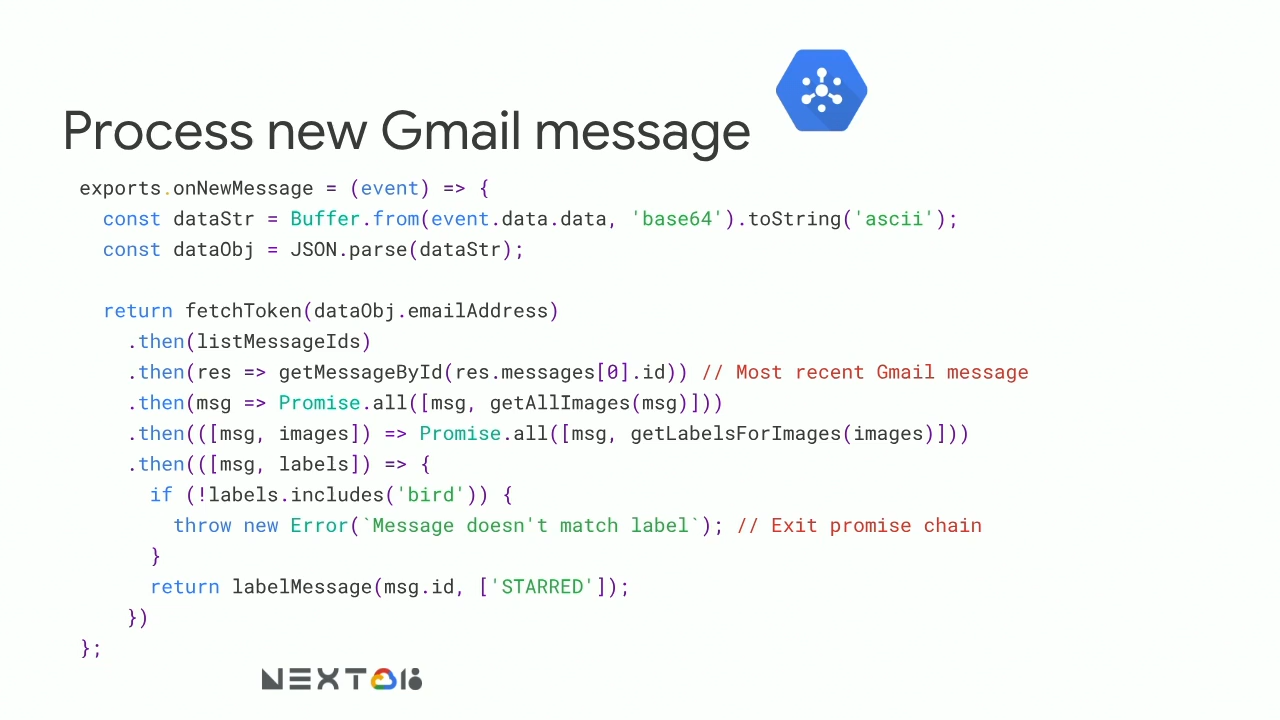 Process new Gmail message
exports.onNewMessage = (event) => {
  const dataStr = Buffer.from(event.data.data, 'base64').toString('ascii');
  const dataObj = JSON.parse(dataStr);

  return fetchToken(dataObj.emailAddress)
    .then(listMessageIds)
    .then(res => getMessageById(res.messages[0].id)) // Most recent Gmail message
    .then(msg => Promise.all([msg, getAllImages(msg)]))
    .then(([msg, images]) => Promise.all([msg, getLabelsForImages(images)]))
    .then(([msg, labels]) => {
      if (!labels.includes('bird')) {
        throw new Error(`Message doesn't match label`); // Exit promise chain
      }
      return labelMessage(msg.id, ['STARRED']);
    })
};
NEXT 18